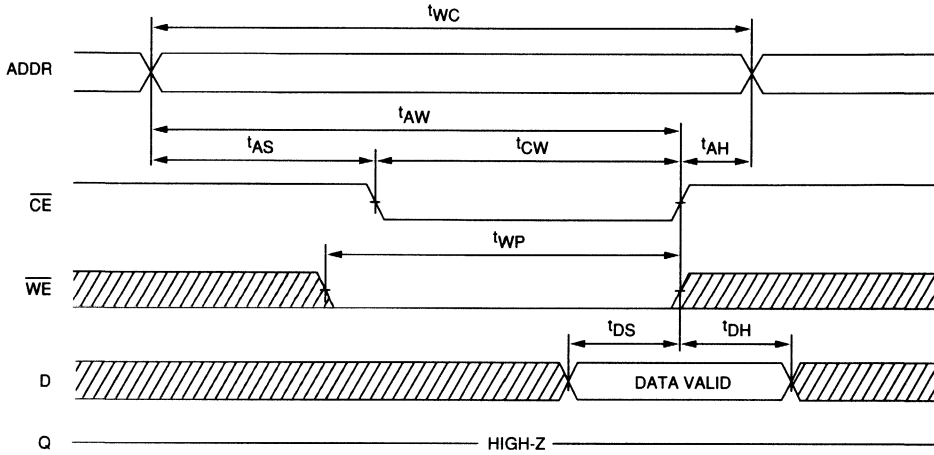 tWC
ADDR
tAW
tAS tCW tAH
CE
tWP
WE
tDS tDH
D DATA VALID
Q HIGH-Z